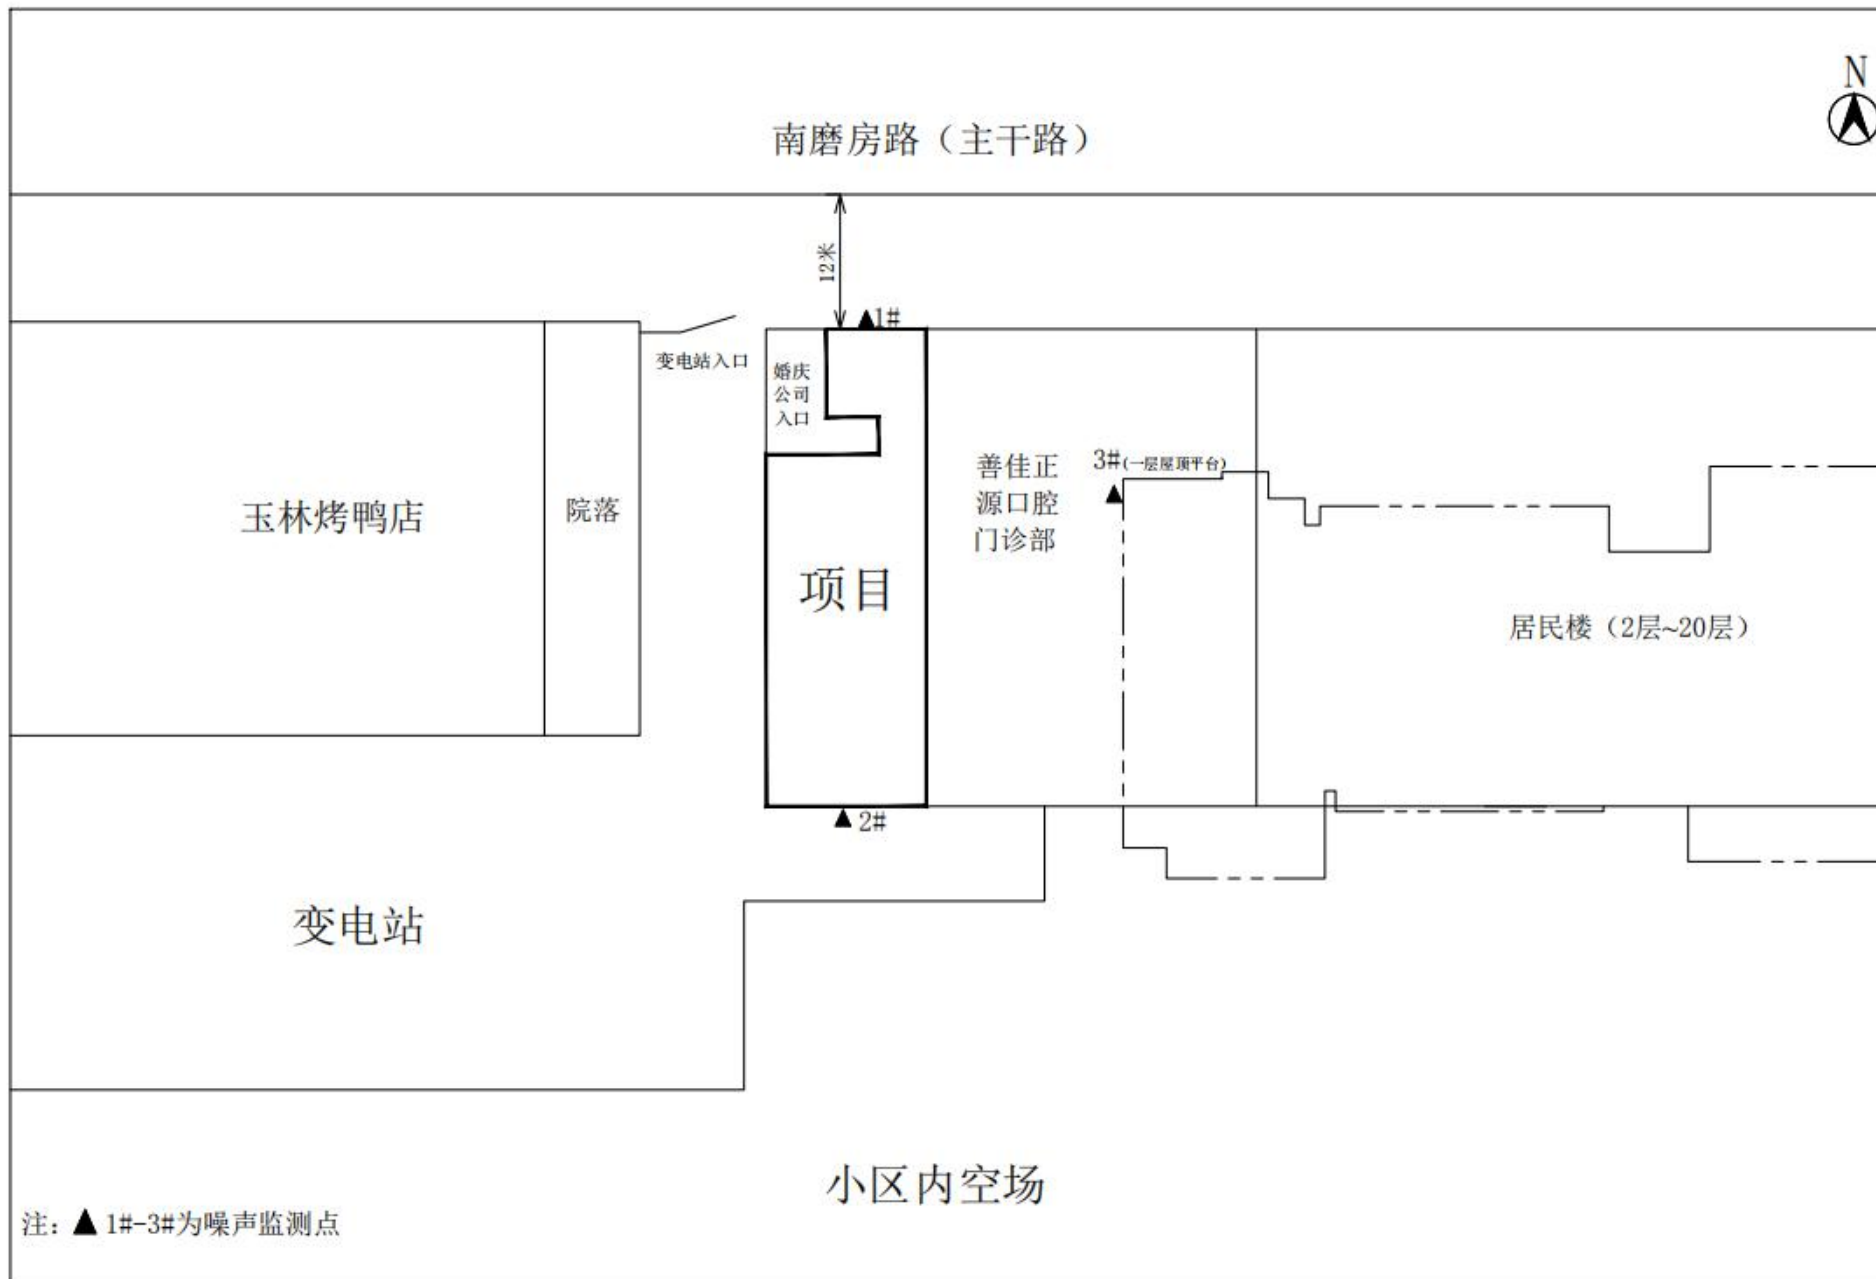 N
南磨房路（主干路）
12米
▲1#
变电站入口
婚庆
公司
入口
善佳正
源口腔
门诊部
3#(一层屋顶平台)
玉林烤鸭店
院落
项目
居民楼（2层~20层）
▲ 2#
变电站
小区内空场
注：▲ 1#-3#为噪声监测点